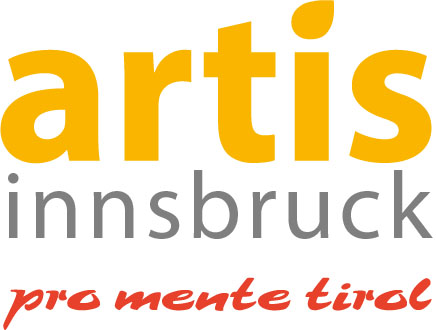 artis
innsbruck
pro mente tirol